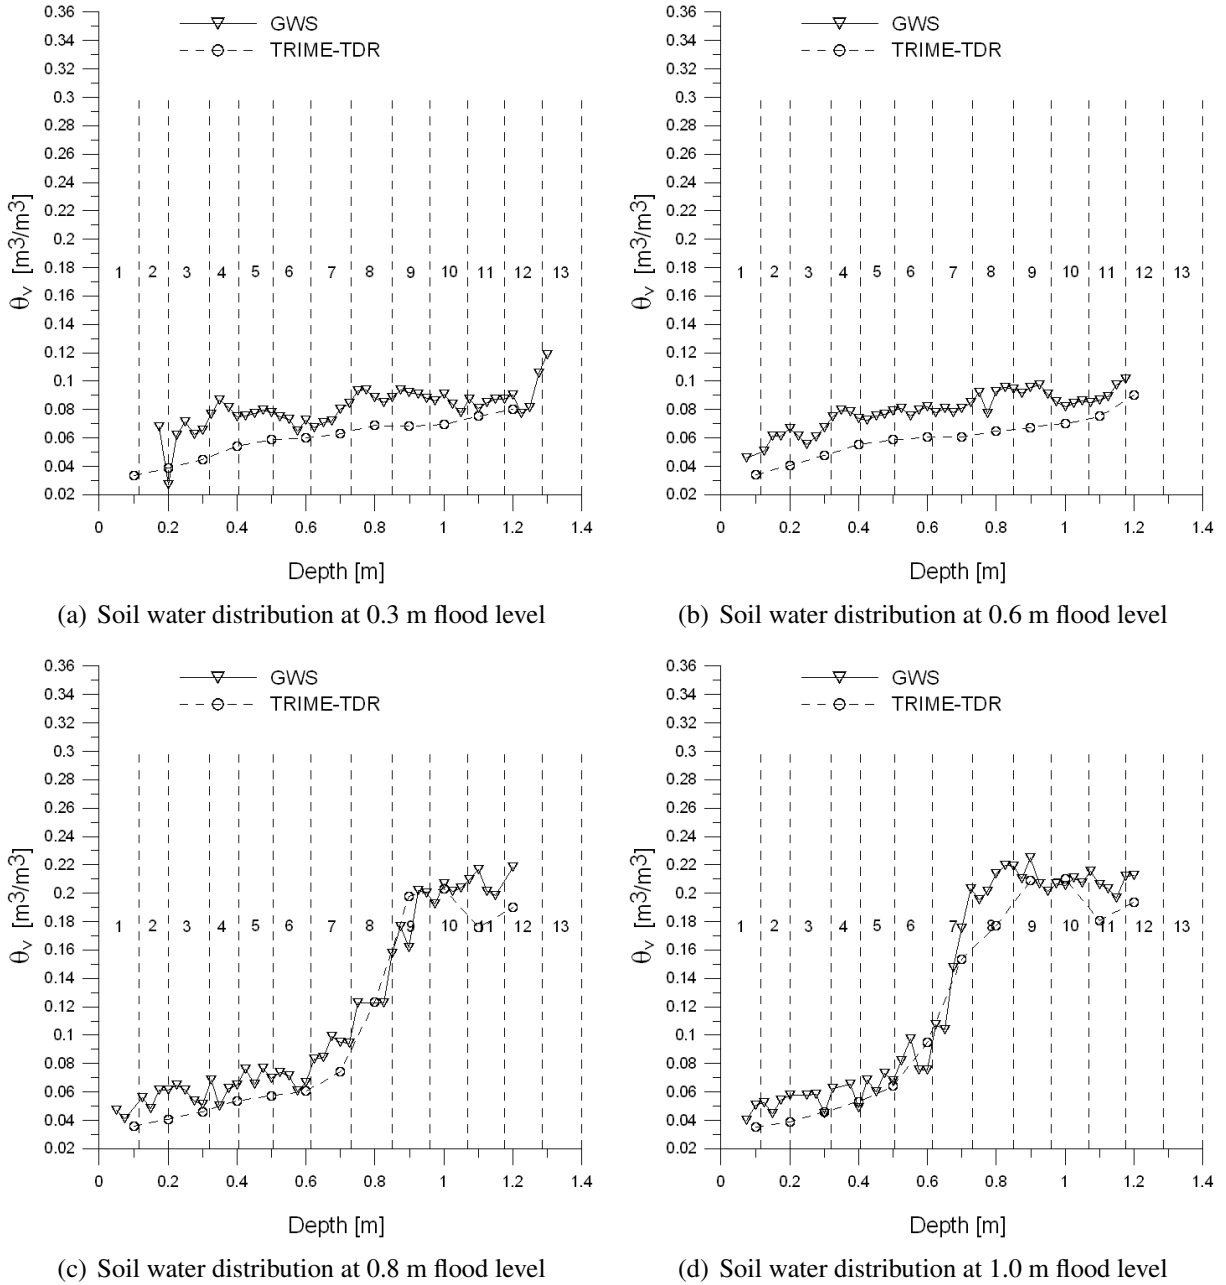 GWS
TRIME-TDR
0.36
0.34
0.32
0.3
0.28
0.26
0.24
0.22
0.2
0.18
0.16
0.14
0.12
0.1
0.08
0.06
0.04
0.02
θv [m3/m3]
1 2 3 4 5 6 7 8 9 10 11 12 13
0 0.2 0.4 0.6 0.8 1 1.2 1.4
Depth [m]
(a) Soil water distribution at 0.3 m flood level
GWS
TRIME-TDR
0.36
0.34
0.32
0.3
0.28
0.26
0.24
0.22
0.2
0.18
0.16
0.14
0.12
0.1
0.08
0.06
0.04
0.02
θv [m3/m3]
1 2 3 4 5 6 7 8 9 10 11 12 13
0 0.2 0.4 0.6 0.8 1 1.2 1.4
Depth [m]
(b) Soil water distribution at 0.6 m flood level
GWS
TRIME-TDR
0.36
0.34
0.32
0.3
0.28
0.26
0.24
0.22
0.2
0.18
0.16
0.14
0.12
0.1
0.08
0.06
0.04
0.02
θv [m3/m3]
1 2 3 4 5 6 7 8 9 10 11 12 13
0 0.2 0.4 0.6 0.8 1 1.2 1.4
Depth [m]
(c) Soil water distribution at 0.8 m flood level
GWS
TRIME-TDR
0.36
0.34
0.32
0.3
0.28
0.26
0.24
0.22
0.2
0.18
0.16
0.14
0.12
0.1
0.08
0.06
0.04
0.02
θv [m3/m3]
1 2 3 4 5 6 7 8 9 10 11 12 13
0 0.2 0.4 0.6 0.8 1 1.2 1.4
Depth [m]
(d) Soil water distribution at 1.0 m flood level